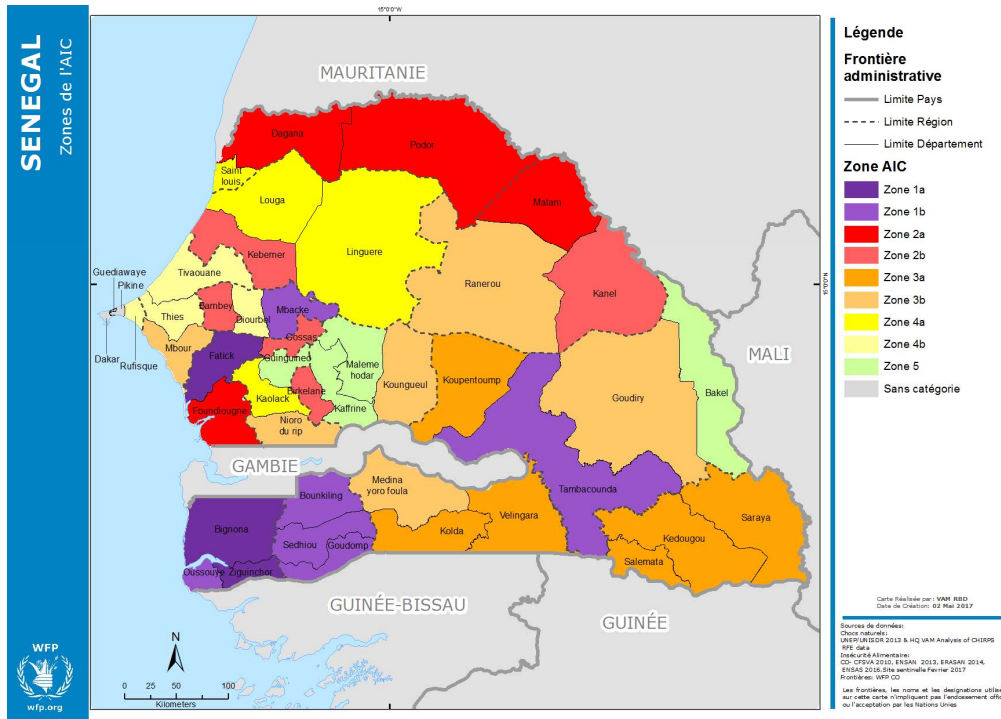 SENEGAL
Zones de l'AIC
WFP
wfp.org
15°0'0"W
15°0'0"N
MAURITANIE
Dagana
Podor
Saint
louis
Louga
Matam
Linguere
Kebemer
Ranerou
Kanel
Tivaouane
Guediawaye
Pikine
Thies
Bambey
Diourbel
Mbacke
Gossas
Mbour
Dakar
Rufisque
Fatick
Guinguineo
Maleme
hodar
Koungueul
Koupentoump
Goudiry
Bakel
MALI
Birkelane
Kaolack
Kaffrine
Foundiougne
Nioro
du rip
GAMBIE
Medina
yoro foula
Bounkiling
Tambacounda
Bignona
Velingara
Saraya
Kolda
Sedhiou
Goudomp
Kedougou
Salemata
Oussouye
Ziguinchor
GUINÉE-BISSAU
GUINÉE
N
0 25 50 100
Kilometers
Légende
Frontière
administrative
Limite Pays
Limite Région
Limite Département
Zone AIC
Zone 1a
Zone 1b
Zone 2a
Zone 2b
Zone 3a
Zone 3b
Zone 4a
Zone 4b
Zone 5
Sans catégorie
Carte Réalisée par: VAM RBD
Date de Création: 02 Mai 2017
Sources de données:
Chocs naturels:
UNEP/UNISDR 2013 & HQ VAM Analysis of CHIRPS
RFE data
Insécurité Alimentaire:
CO- CFSVA 2010, ENSAN 2013, ERASAN 2014,
ENSAS 2016,Site sentinelle Fevrier 2017
Frontières: WFP CO
Les frontières, les noms et les designations utilise
sur cette carte n'impliquent pas l'endossement offic
ou l'acceptation par les Nations Unies